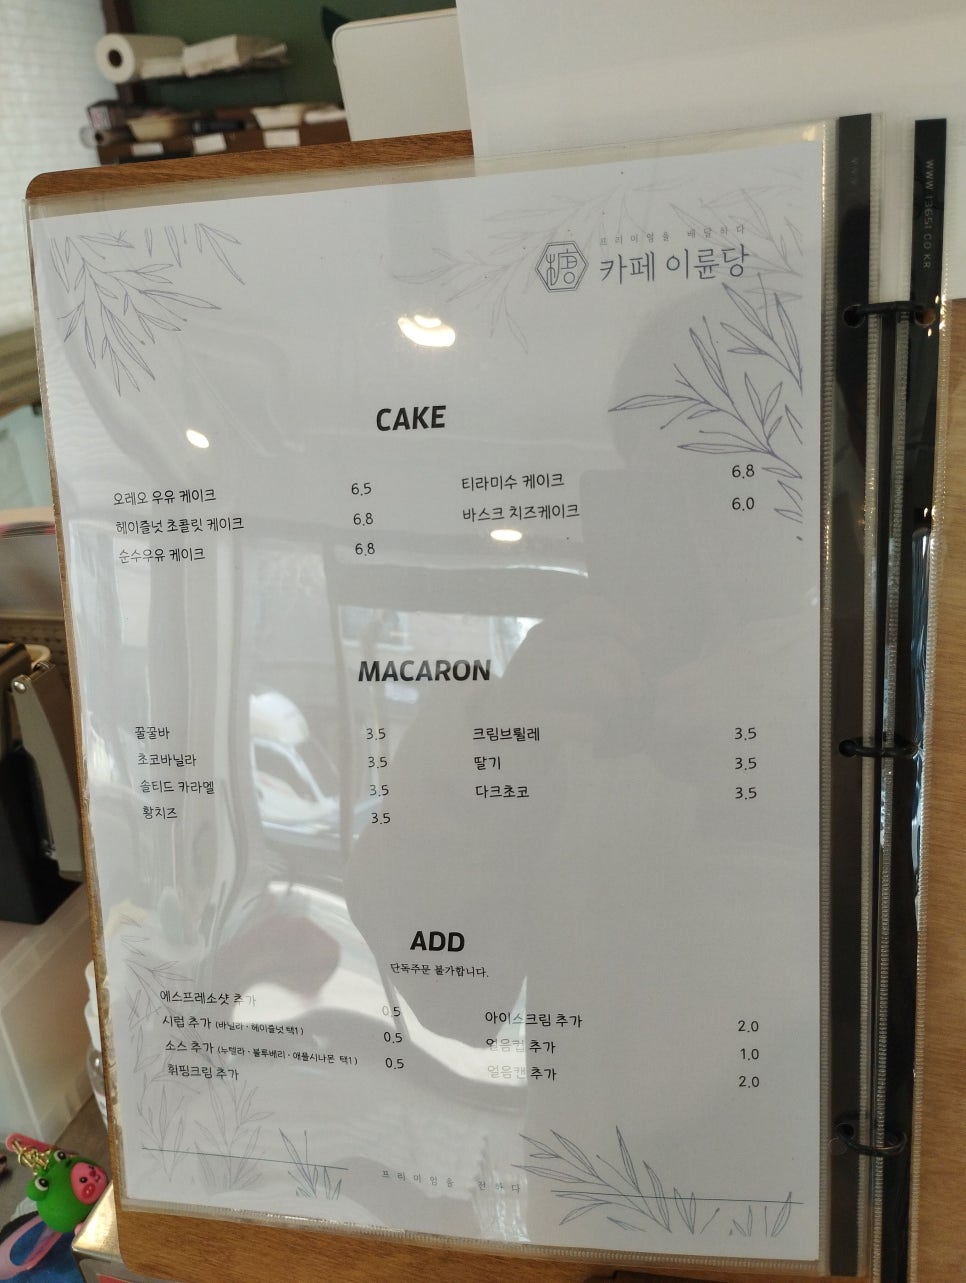 프리미엄을 배달하다
카페 이륜당
WWW.1365I.CO.KR
CAKE
오레오 우유 케이크 6.5
헤이즐넛 초콜릿 케이크 6.8
순수우유 케이크 6.8
티라미수 케이크 6.8
바스크 치즈케이크 6.0
MACARON
꿀꿀바 3.5
초코바닐라 3.5
솔티드 카라멜 3.5
황치즈 3.5
크림브륄레 3.5
딸기 3.5
다크초코 3.5
ADD
단독주문 불가합니다.
에스프레소샷 추가 0.5
시럽 추가 (바닐라·헤이즐넛 택1) 0.5
소스 추가 (누텔라·블루베리·애플시나몬 택1) 0.5
휘핑크림 추가
아이스크림 추가 2.0
얼음컵 추가 1.0
얼음캔 추가 2.0
프리미엄을 전하다